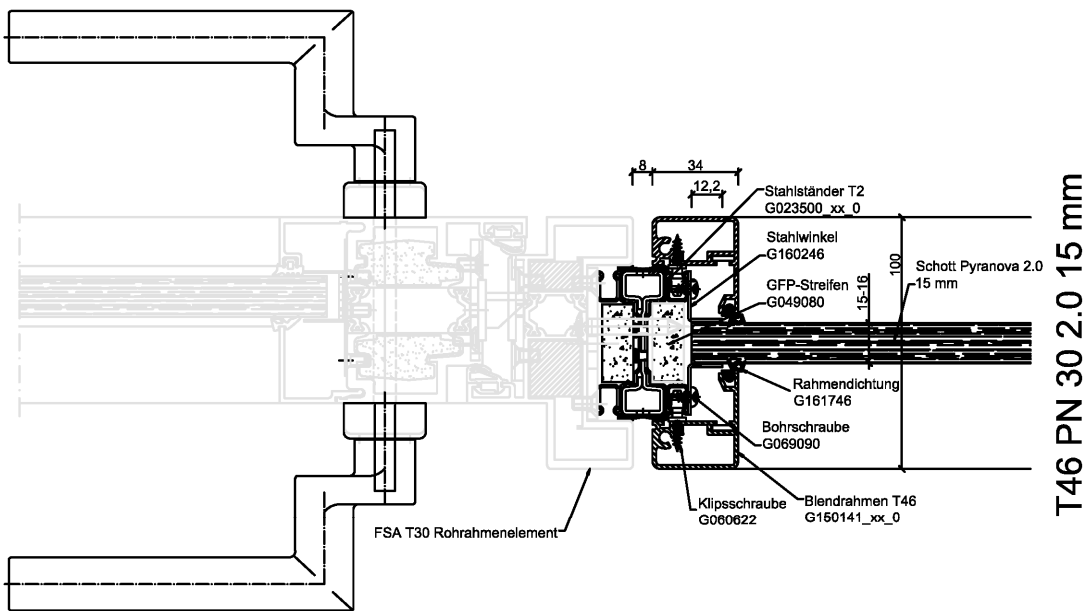 8
34
12,2
Stahlständer T2
G023500_xx_0
Stahlwinkel
G160246
GFP-Streifen
G049080
100
15-16
Schott Pyranova 2.0
15 mm
Rahmendichtung
G161746
Bohrschraube
G069090
Klipsschraube
G060622
Blendrahmen T46
G150141_xx_0
FSA T30 Rohrahmenelement
T46 PN 30 2.0 15 mm